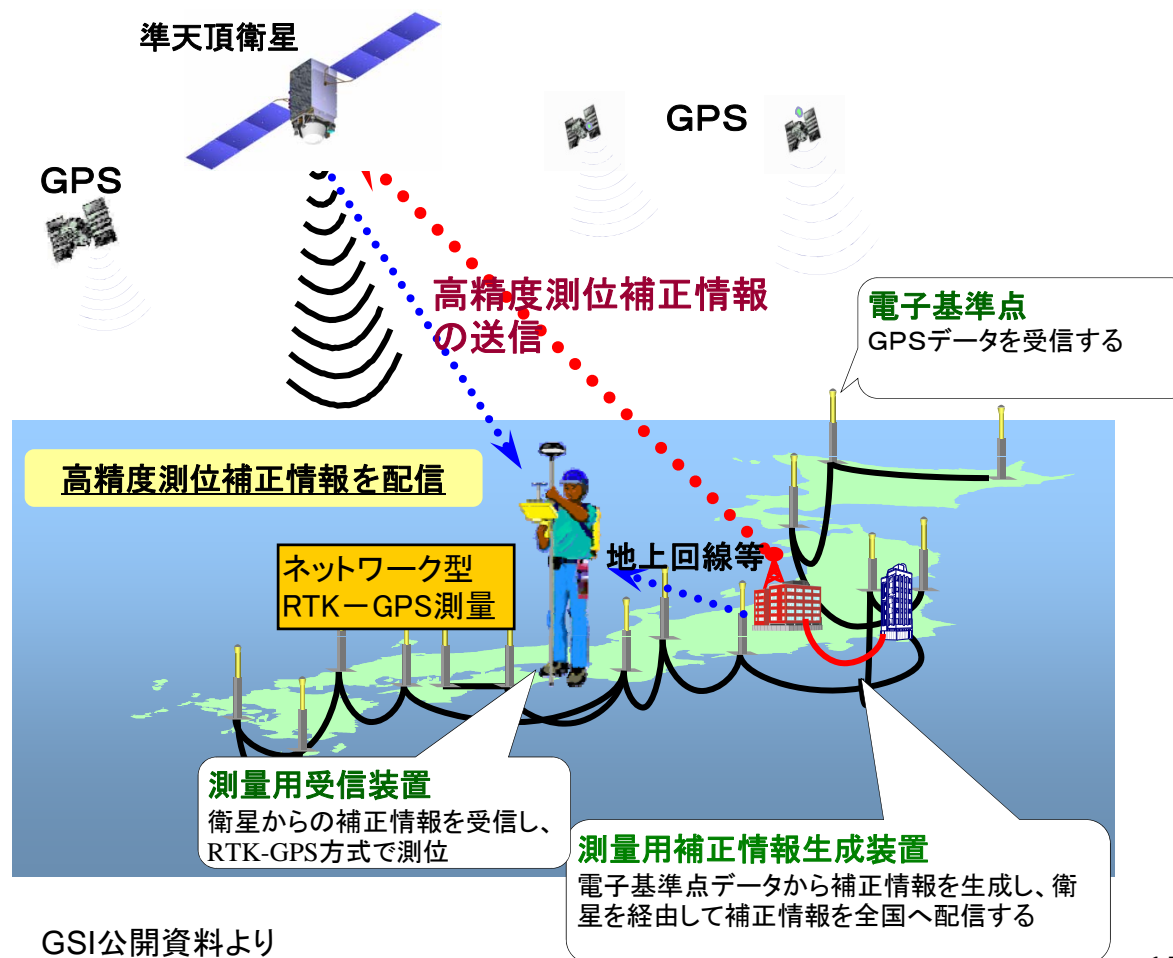 準天頂衛星
GPS
GPS
高精度測位補正情報
の送信
電子基準点
GPSデータを受信する
高精度測位補正情報を配信
ネットワーク型
RTK－GPS測量
地上回線等
測量用受信装置
衛星からの補正情報を受信し、
RTK-GPS方式で測位
測量用補正情報生成装置
電子基準点データから補正情報を生成し、衛
星を経由して補正情報を全国へ配信する
GSI公開資料より